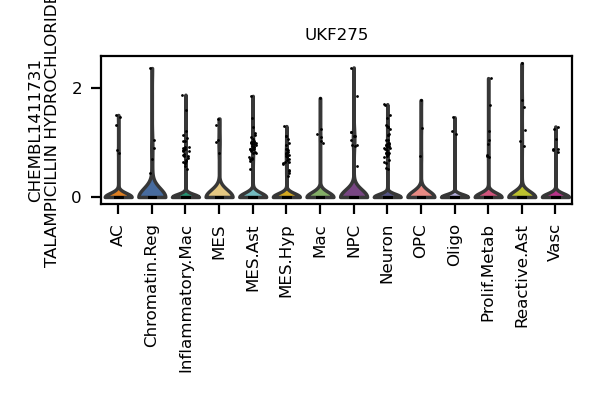 UKF275
CHEMBL1411731
TALAMPICILLIN HYDROCHLORIDE
2
0
AC
Chromatin.Reg
Inflammatory.Mac
MES
MES.Ast
MES.Hyp
Mac
NPC
Neuron
OPC
Oligo
Prolif.Metab
Reactive.Ast
Vasc